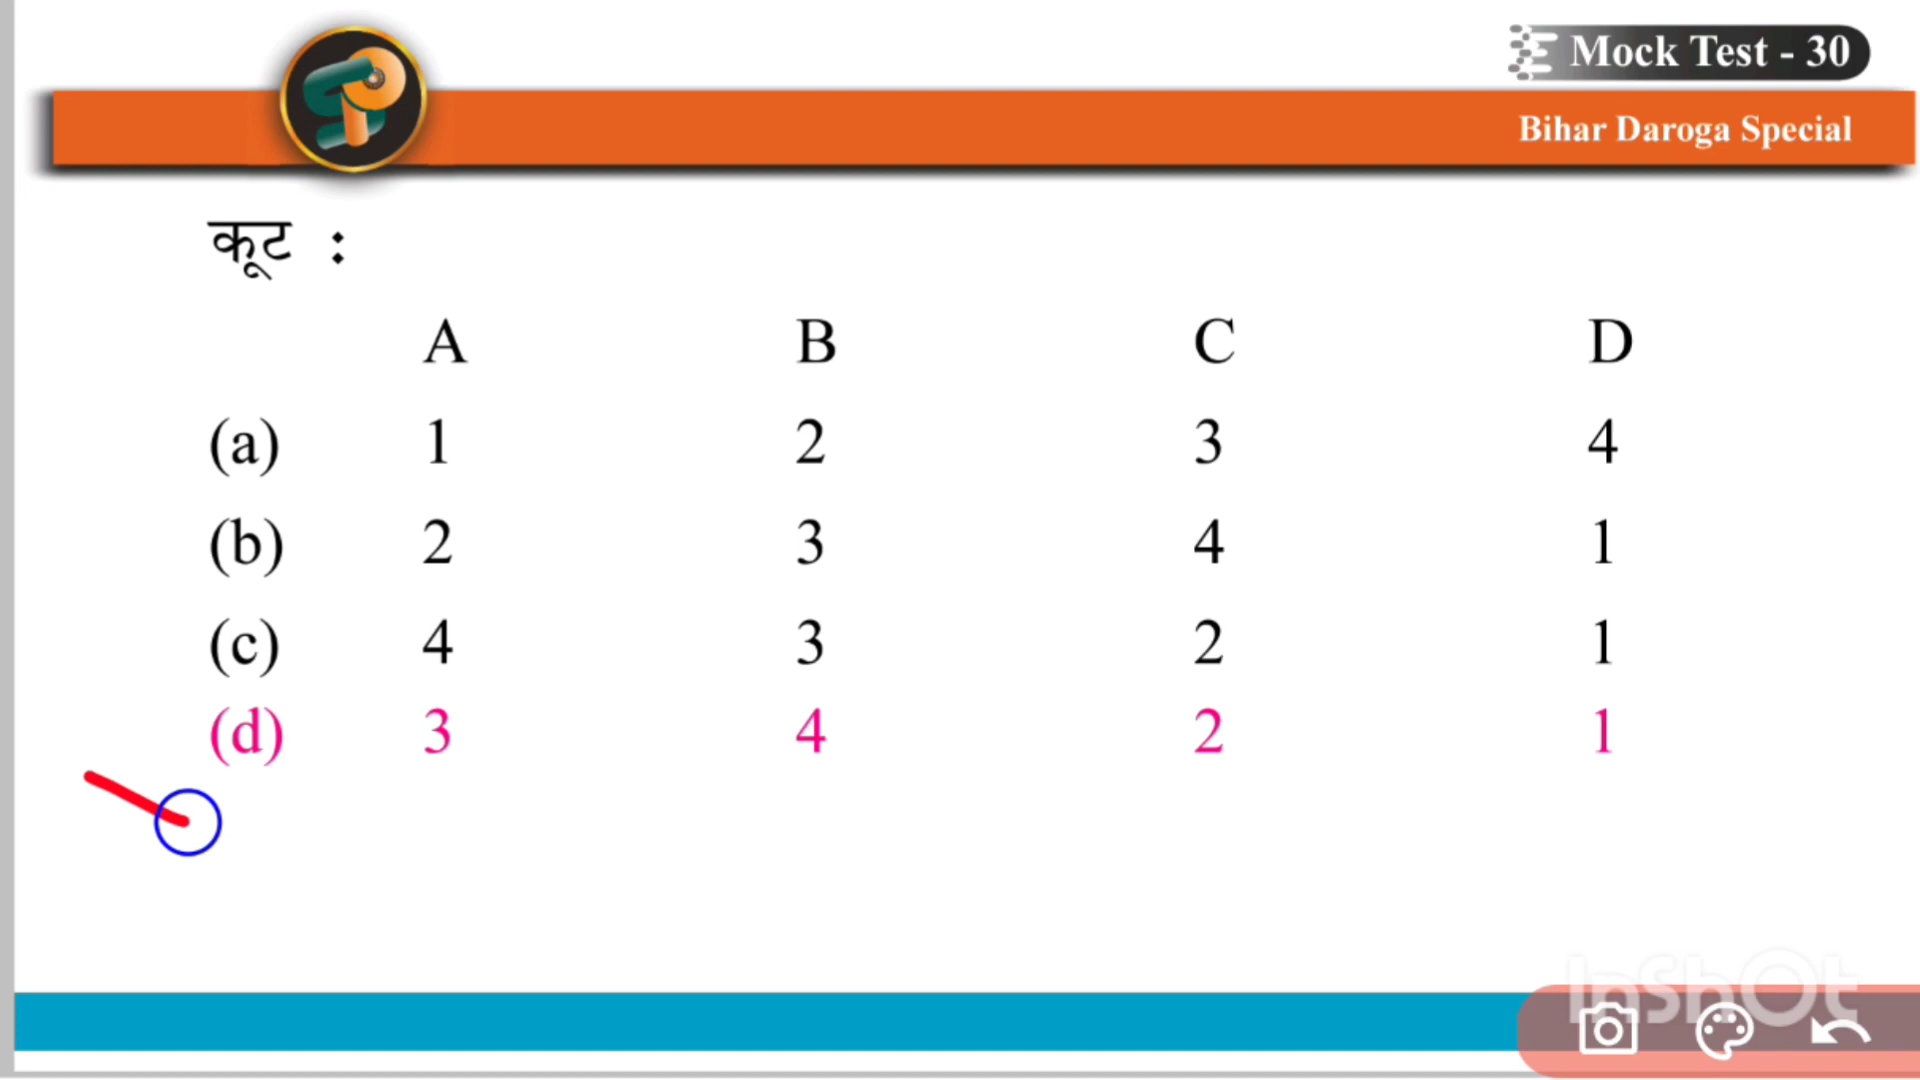 Mock Test - 30
Bihar Daroga Special
कूट :
A B C D
(a) 1 2 3 4
(b) 2 3 4 1
(c) 4 3 2 1
(d) 3 4 2 1
InShOt